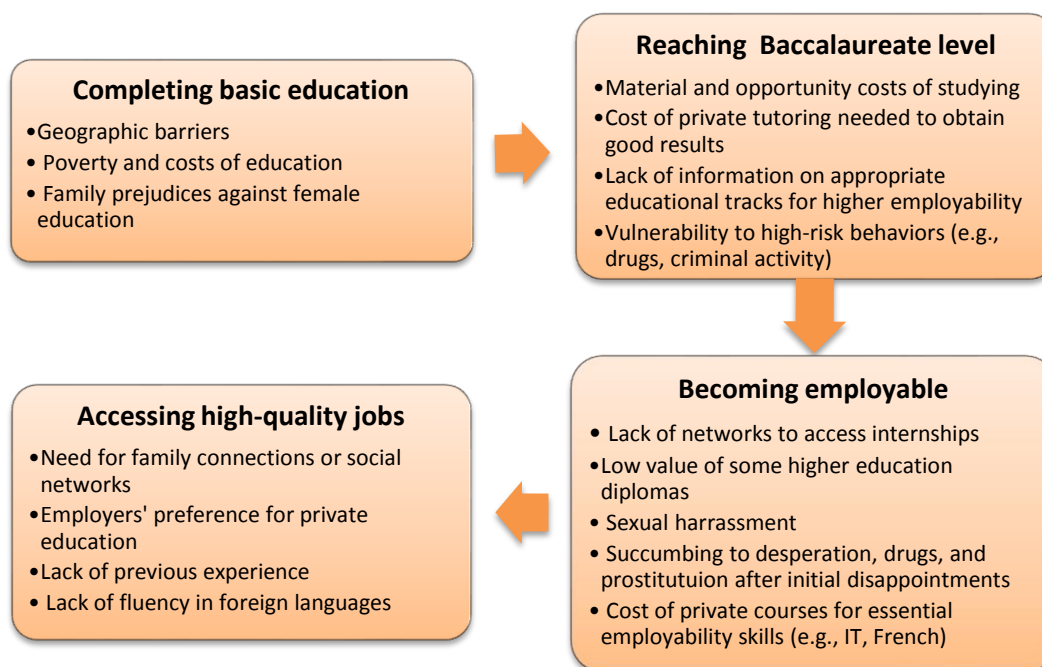 Completing basic education
•Geographic barriers
• Poverty and costs of education
• Family prejudices against female
education
Reaching Baccalaureate level
•Material and opportunity costs of studying
•Cost of private tutoring needed to obtain
good results
•Lack of information on appropriate
educational tracks for higher employability
•Vulnerability to high-risk behaviors (e.g.,
drugs, criminal activity)
Becoming employable
• Lack of networks to access internships
•Low value of some higher education
diplomas
• Sexual harrassment
• Succumbing to desperation, drugs, and
prostitutuion after initial disappointments
• Cost of private courses for essential
employability skills (e.g., IT, French)
Accessing high-quality jobs
•Need for family connections or social
networks
•Employers' preference for private
education
•Lack of previous experience
• Lack of fluency in foreign languages